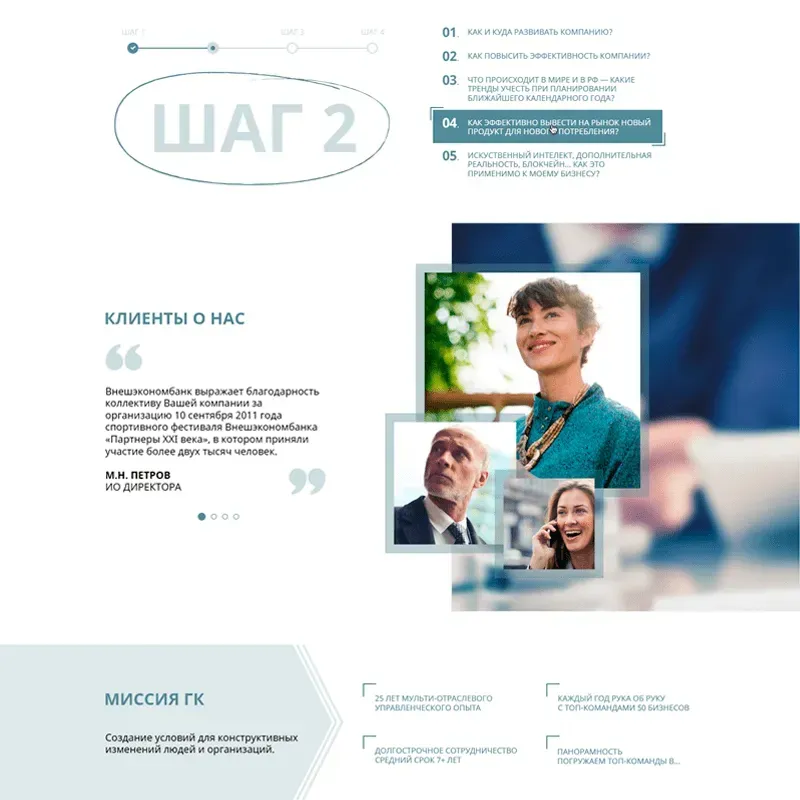 ШАГ 1
ШАГ 3
ШАГ 4
ШАГ 2
01. КАК И КУДА РАЗВИВАТЬ КОМПАНИЮ?
02. КАК ПОВЫСИТЬ ЭФФЕКТИВНОСТЬ КОМПАНИИ?
03. ЧТО ПРОИСХОДИТ В МИРЕ И В РФ — КАКИЕ
ТРЕНДЫ УЧЕСТЬ ПРИ ПЛАНИРОВАНИИ
БЛИЖАЙШЕГО КАЛЕНДАРНОГО ГОДА?
04. КАК ЭФФЕКТИВНО ВЫВЕСТИ НА РЫНОК НОВЫЙ
ПРОДУКТ ДЛЯ НОВОГО ПОТРЕБЛЕНИЯ?
05. ИСКУСТВЕННЫЙ ИНТЕЛЕКТ, ДОПОЛНИТЕЛЬНАЯ
РЕАЛЬНОСТЬ, БЛОКЧЕЙН... КАК ЭТО
ПРИМЕНИМО К МОЕМУ БИЗНЕСУ?
КЛИЕНТЫ О НАС
“
Внешэкономбанк выражает благодарность
коллективу Вашей компании за
организацию 10 сентября 2011 года
спортивного фестиваля Внешэкономбанка
«Партнеры XXI века», в котором приняли
участие более двух тысяч человек.
М.Н. ПЕТРОВ
ИО ДИРЕКТОРА
”
МИССИЯ ГК
Создание условий для конструктивных
изменений людей и организаций.
25 ЛЕТ МУЛЬТИ-ОТРАСЛЕВОГО
УПРАВЛЕНЧЕСКОГО ОПЫТА
КАЖДЫЙ ГОД РУКА ОБ РУКУ
С ТОП-КОМАНДАМИ 50 БИЗНЕСОВ
ДОЛГОСТРОЧНОЕ СОТРУДНИЧЕСТВО
СРЕДНИЙ СРОК 7+ ЛЕТ
ПАНОРАМНОСТЬ
ПОГРУЖАЕМ ТОП-КОМАНДЫ В...